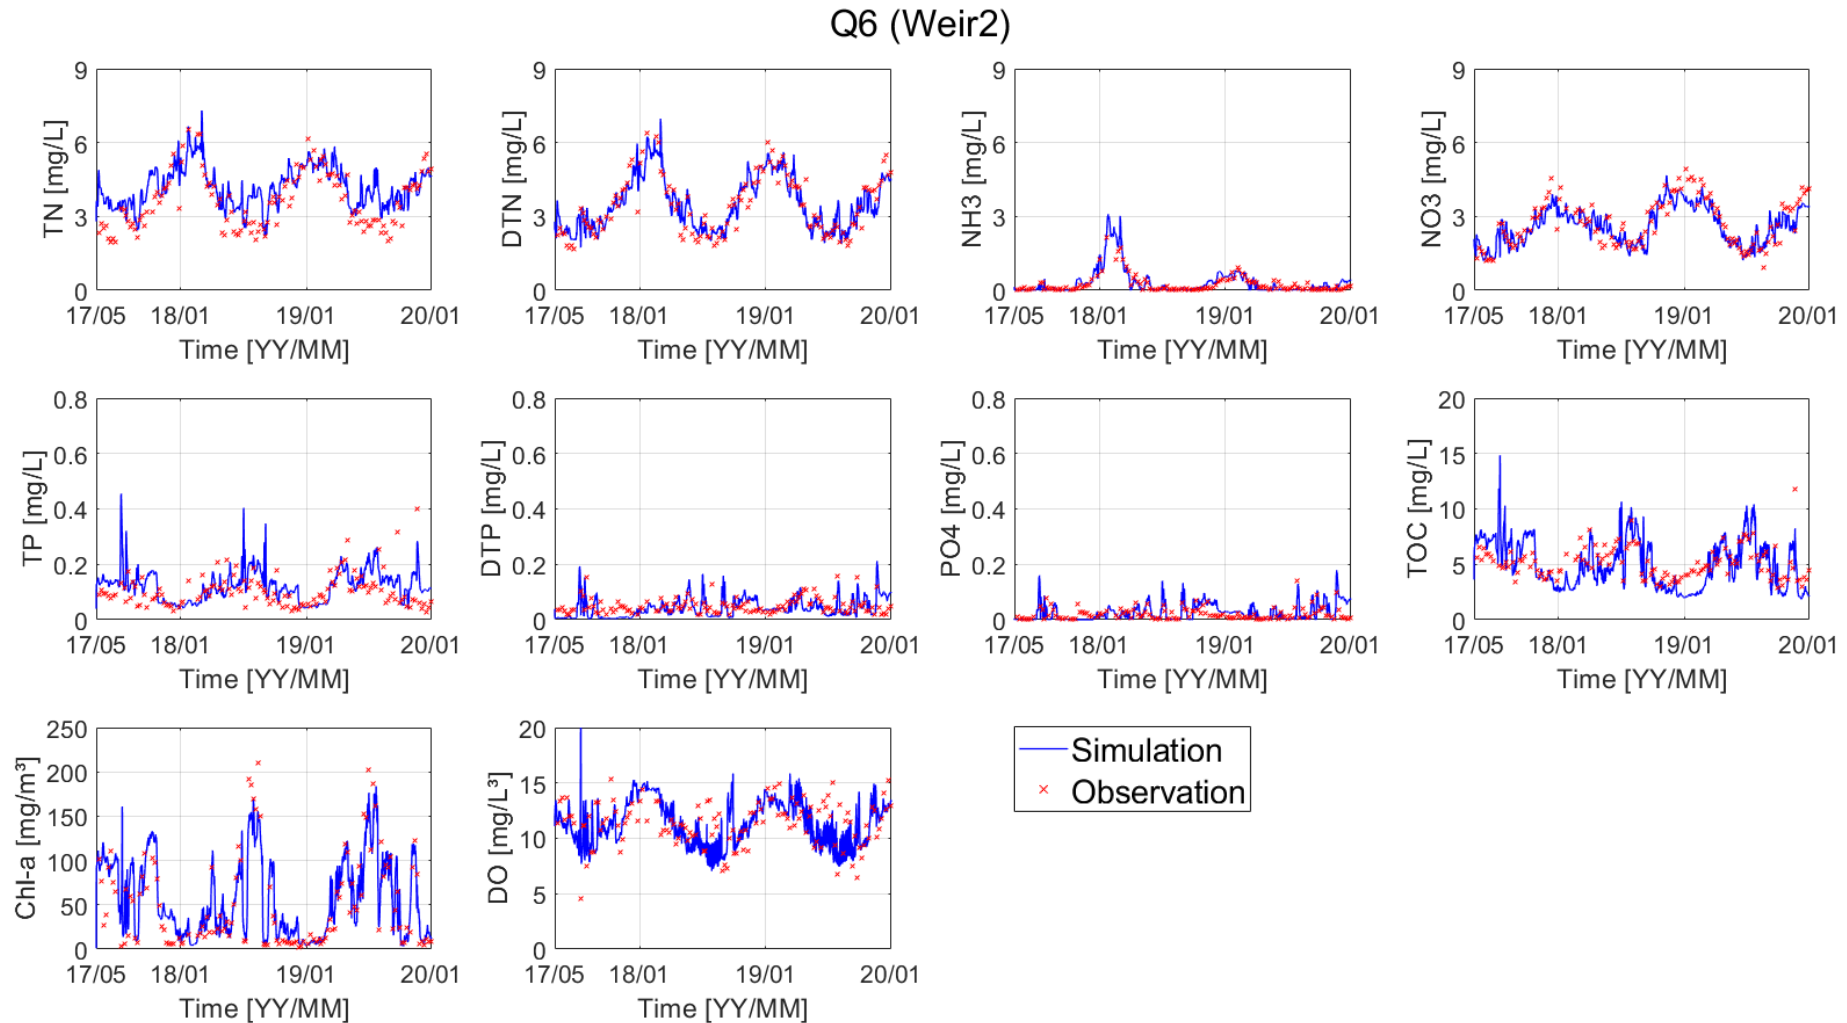 Q6 (Weir2)
TN [mg/L]
9
6
3
0
17/05 18/01 19/01 20/01
Time [YY/MM]
DTN [mg/L]
9
6
3
0
17/05 18/01 19/01 20/01
Time [YY/MM]
NH3 [mg/L]
9
6
3
0
17/05 18/01 19/01 20/01
Time [YY/MM]
NO3 [mg/L]
9
6
3
0
17/05 18/01 19/01 20/01
Time [YY/MM]
TP [mg/L]
0.8
0.6
0.4
0.2
0
17/05 18/01 19/01 20/01
Time [YY/MM]
DTP [mg/L]
0.8
0.6
0.4
0.2
0
17/05 18/01 19/01 20/01
Time [YY/MM]
PO4 [mg/L]
0.8
0.6
0.4
0.2
0
17/05 18/01 19/01 20/01
Time [YY/MM]
TOC [mg/L]
20
15
10
5
0
17/05 18/01 19/01 20/01
Time [YY/MM]
Chl-a [mg/m³]
250
200
150
100
50
0
17/05 18/01 19/01 20/01
Time [YY/MM]
DO [mg/L³]
20
15
10
5
0
17/05 18/01 19/01 20/01
Time [YY/MM]
Simulation
Observation